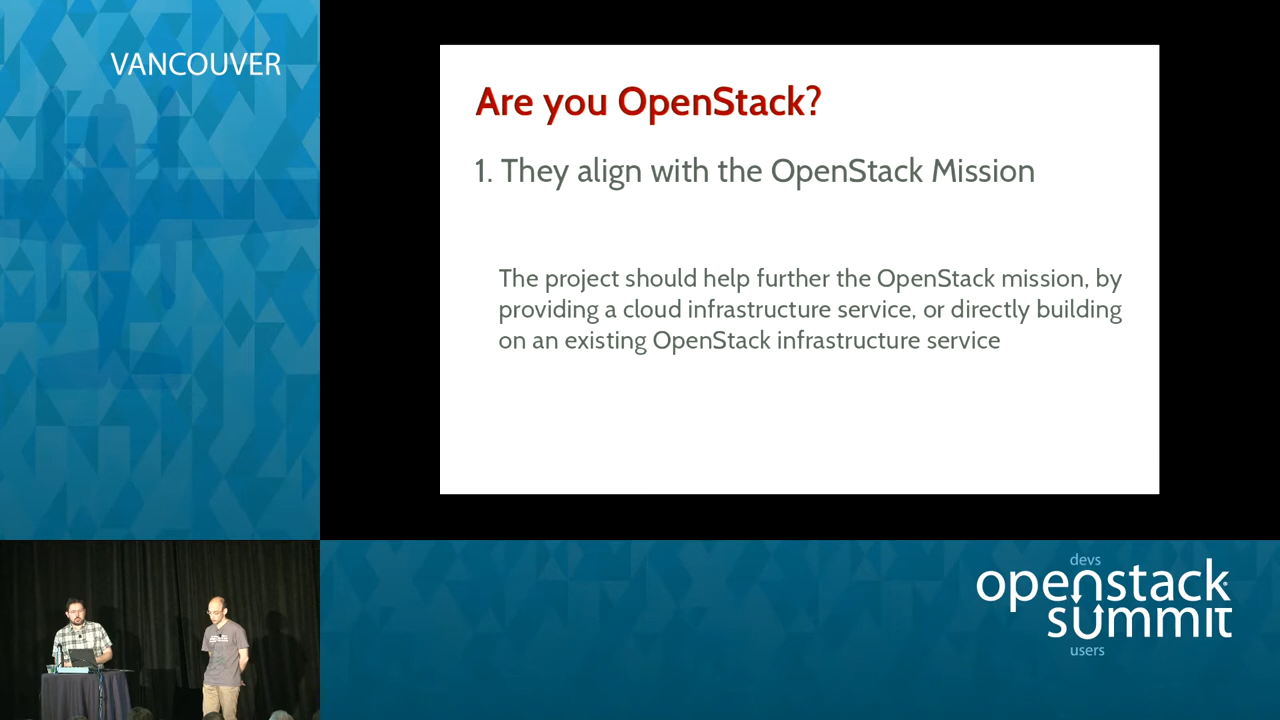 VANCOUVER
Are you OpenStack?
1. They align with the OpenStack Mission
The project should help further the OpenStack mission, by
providing a cloud infrastructure service, or directly building
on an existing OpenStack infrastructure service
devs
openstack
summit
users